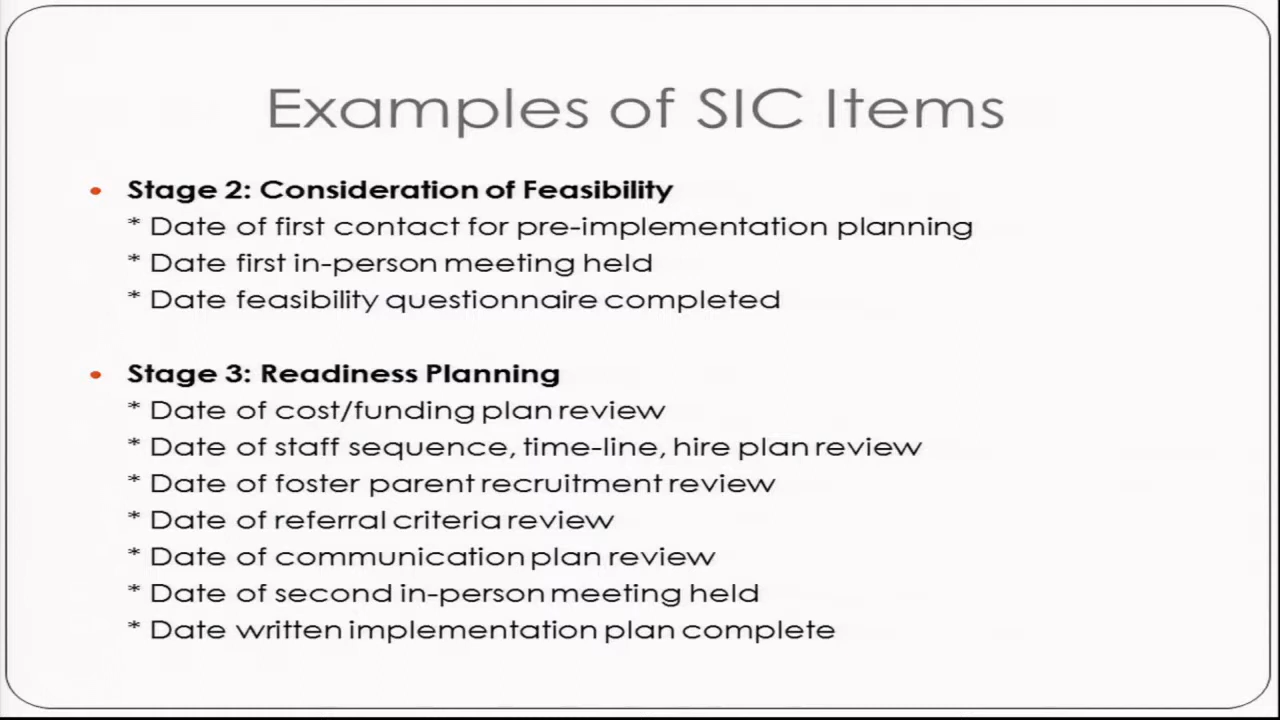 Examples of SIC Items
• Stage 2: Consideration of Feasibility
* Date of first contact for pre-implementation planning
* Date first in-person meeting held
* Date feasibility questionnaire completed
• Stage 3: Readiness Planning
* Date of cost/funding plan review
* Date of staff sequence, time-line, hire plan review
* Date of foster parent recruitment review
* Date of referral criteria review
* Date of communication plan review
* Date of second in-person meeting held
* Date written implementation plan complete